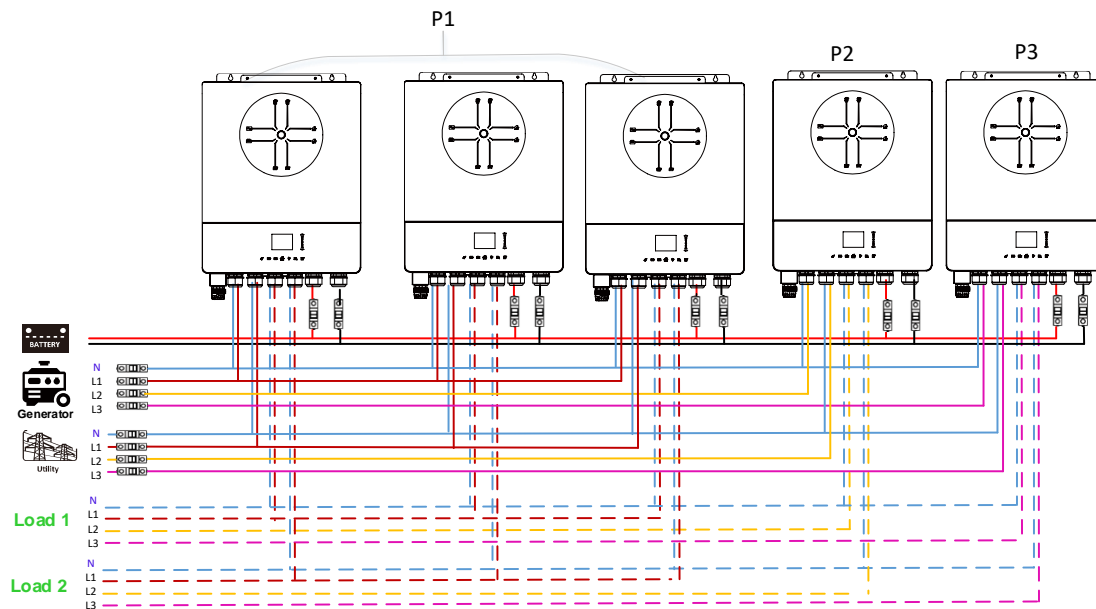 P1
P2
P3
BATTERY
N
L1
L2
L3
Generator
N
L1
L2
L3
Utility
N
L1
L2
L3
Load 1
N
L1
L2
L3
Load 2